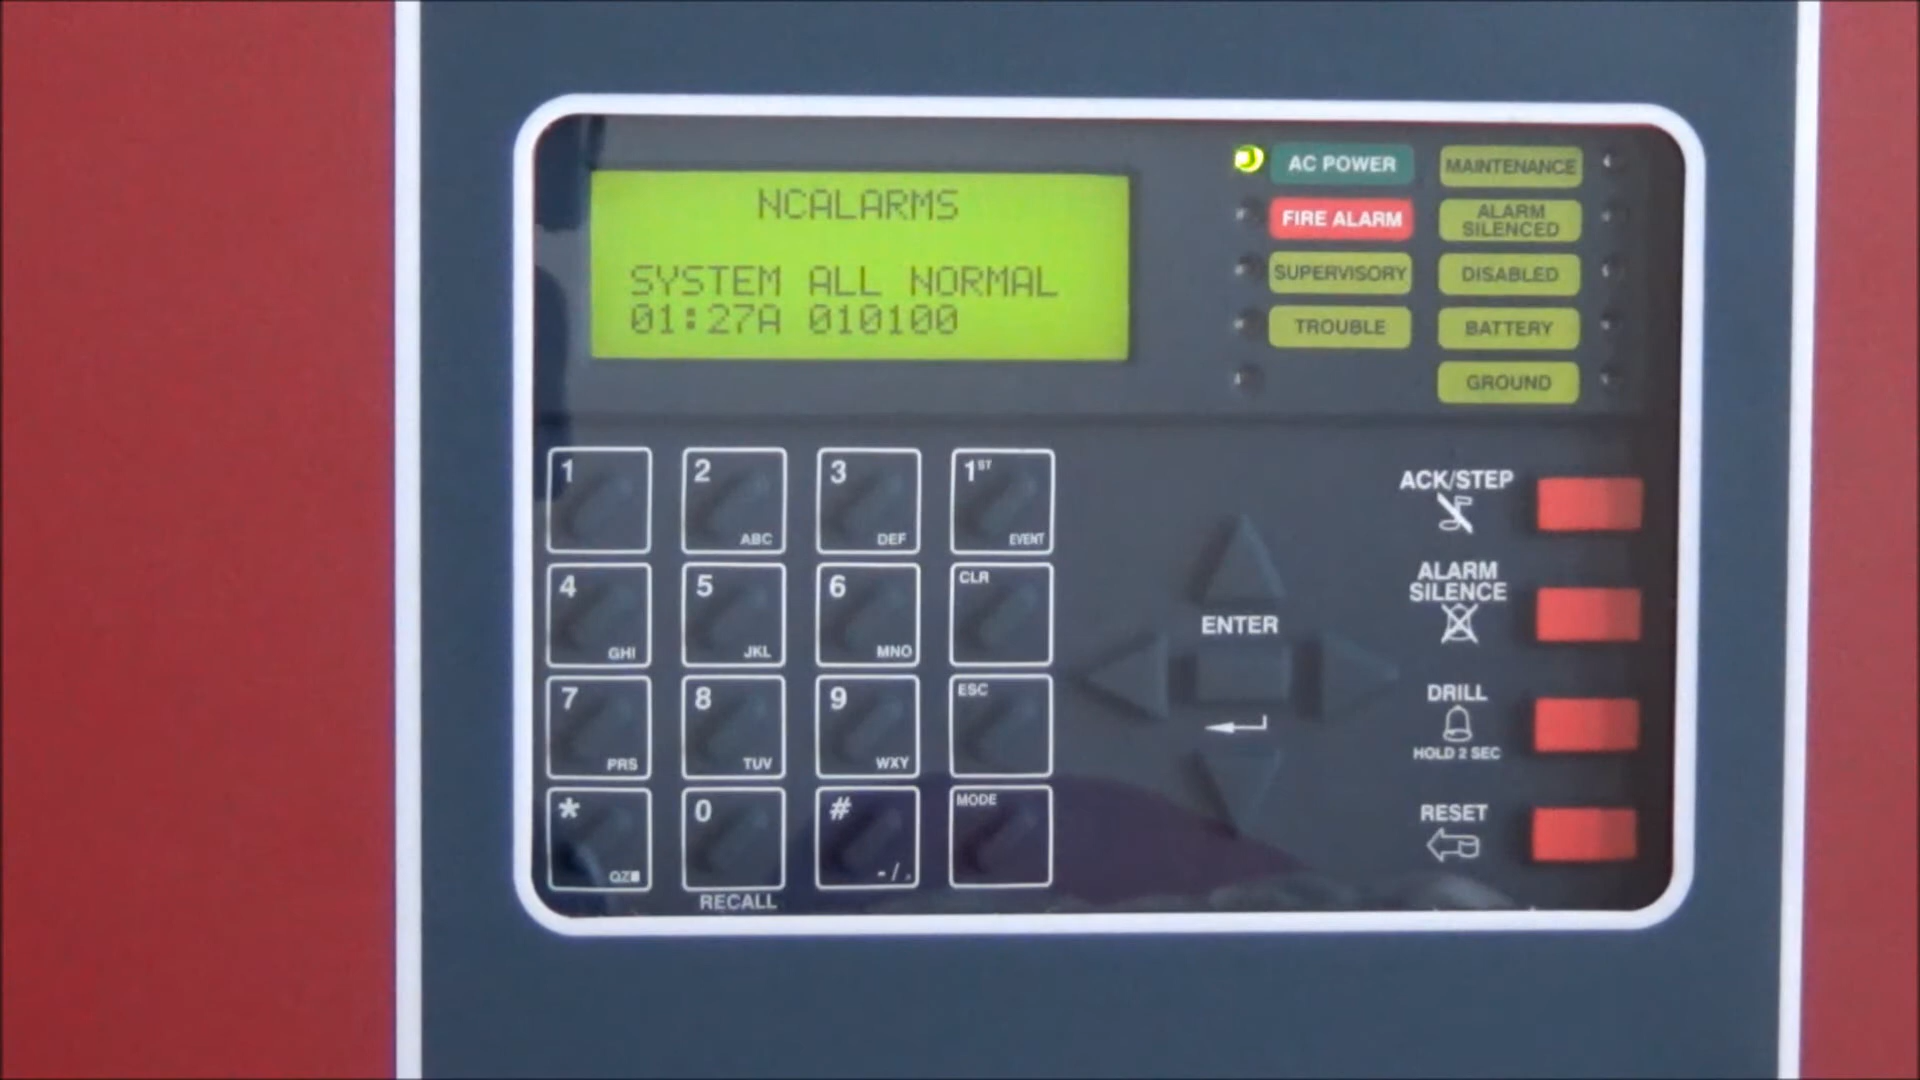 NCALARMS
SYSTEM ALL NORMAL
01:27A 010100
AC POWER
FIRE ALARM
SUPERVISORY
TROUBLE
MAINTENANCE
ALARM
SILENCED
DISABLED
BATTERY
GROUND
1
2 ABC
3 DEF
1ST EVENT
4 GHI
5 JKL
6 MNO
CLR
7 PRS
8 TUV
9 WXY
ESC
* QZ
0
# - / .
MODE
RECALL
ENTER
ACK/STEP
ALARM
SILENCE
DRILL
HOLD 2 SEC
RESET